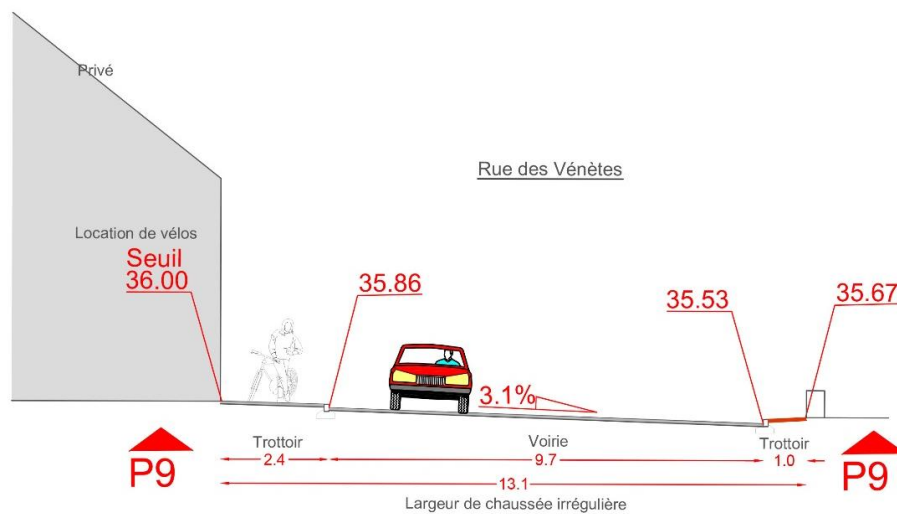 Privé
Rue des Vénètes
Location de vélos
Seuil
36.00
35.86
35.53
35.67
3.1%
Trottoir
Voirie
Trottoir
2.4
9.7
1.0
P9
P9
13.1
Largeur de chaussée irrégulière